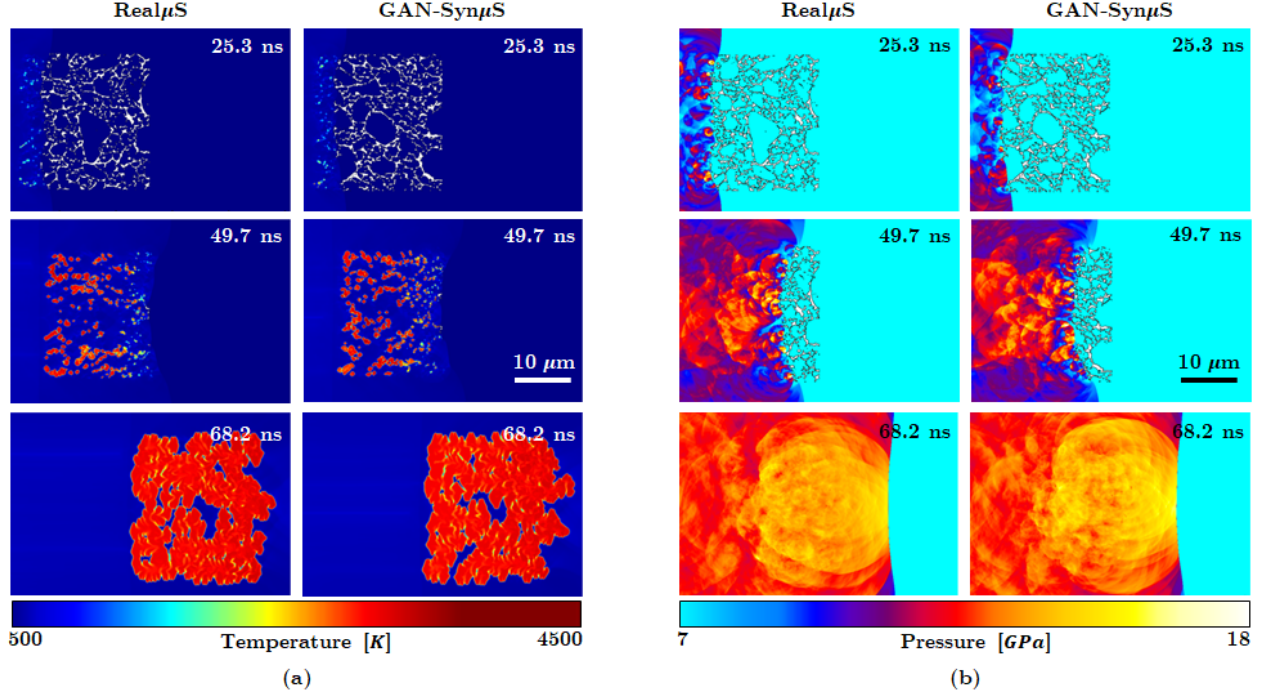 RealμS GAN-SynμS
25.3 ns 25.3 ns
49.7 ns 49.7 ns
10 μm
68.2 ns 68.2 ns
500 Temperature [K] 4500
(a)
RealμS GAN-SynμS
25.3 ns 25.3 ns
49.7 ns 49.7 ns
10 μm
68.2 ns 68.2 ns
7 Pressure [GPa] 18
(b)